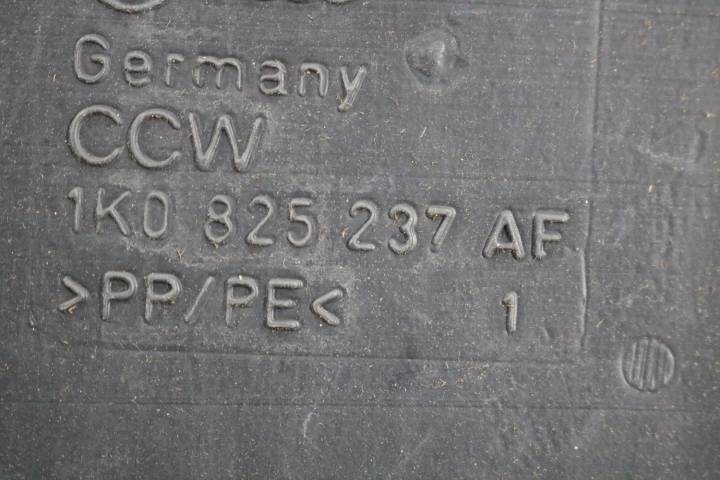 Germany
CCW
1K0 825 237 AF
>PP/PE< 1